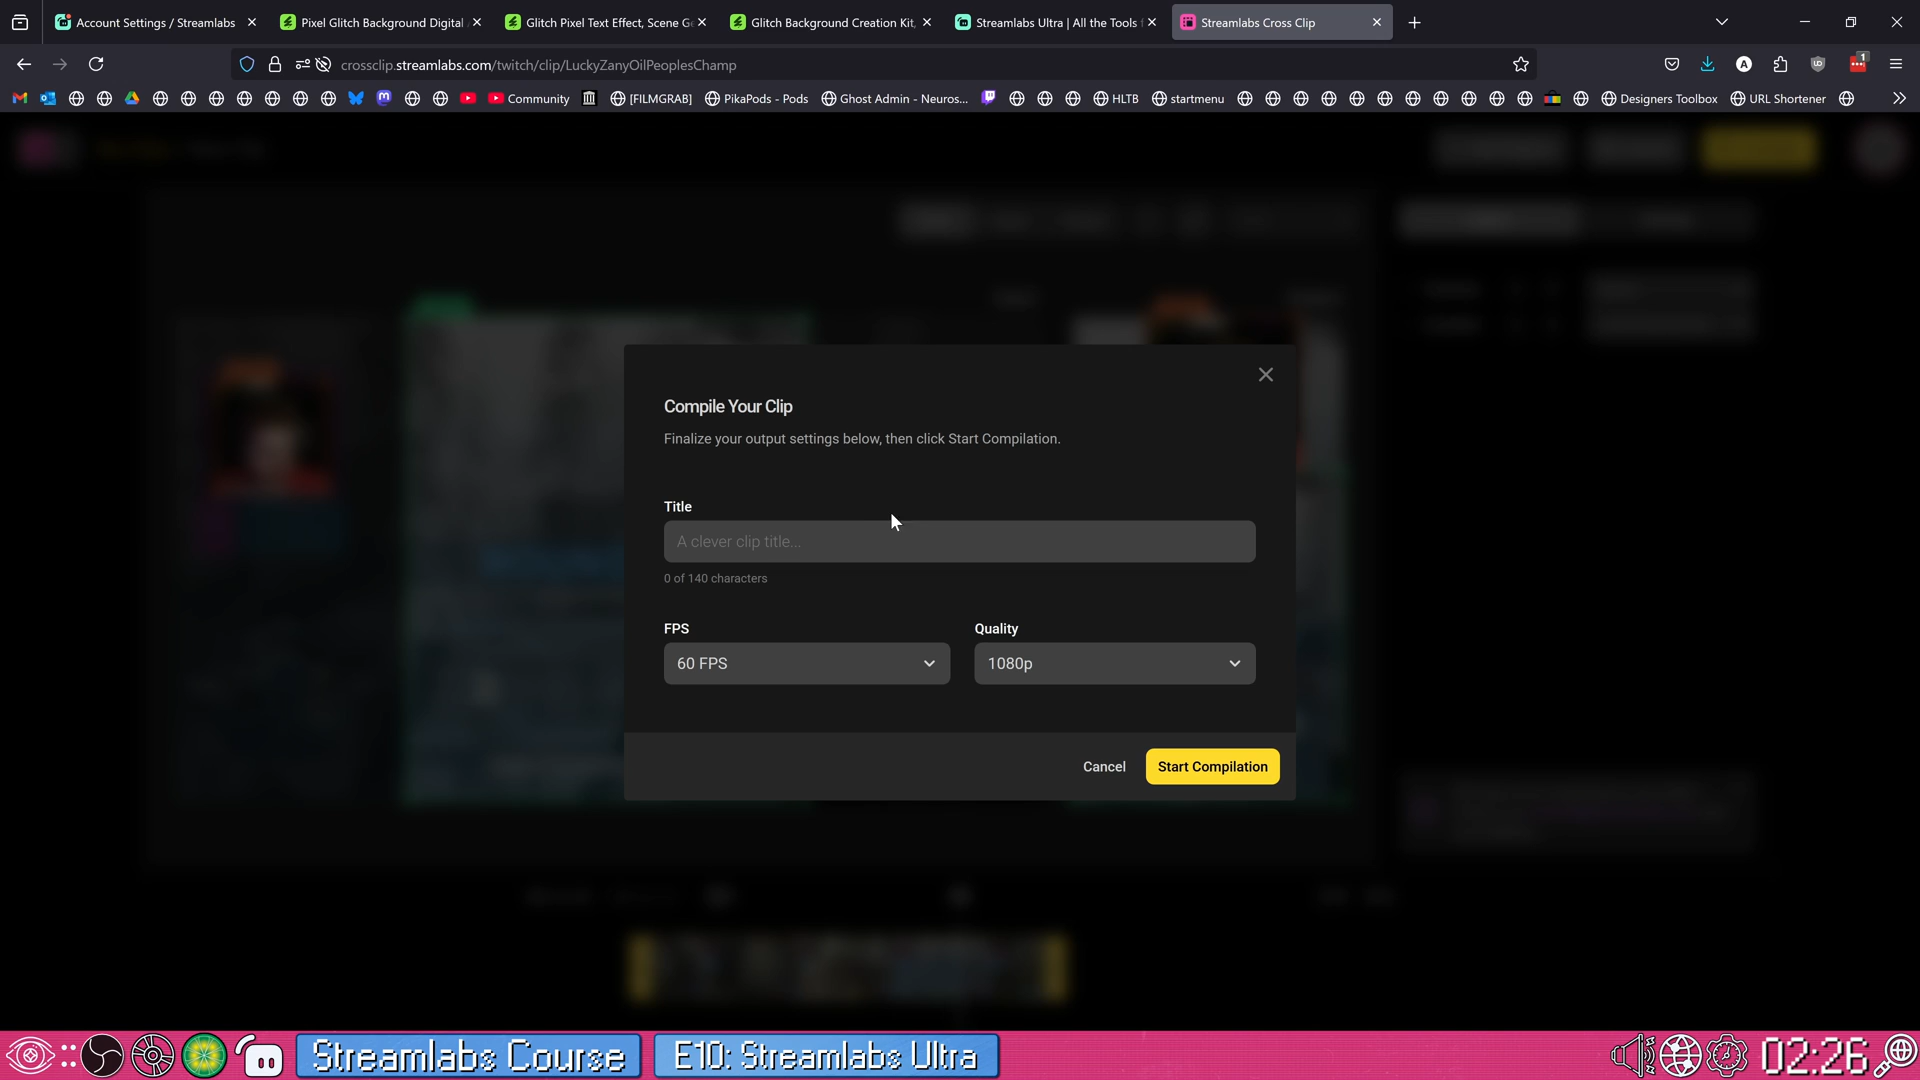 Account Settings / Streamlabs
Pixel Glitch Background Digital
Glitch Pixel Text Effect, Scene Ge
Glitch Background Creation Kit,
Streamlabs Ultra | All the Tools f
Streamlabs Cross Clip
crossclip.streamlabs.com/twitch/clip/LuckyZanyOilPeoplesChamp
A
UD
1
Community
[FILMGRAB]
PikaPods - Pods
Ghost Admin - Neuros...
HLTB
startmenu
Designers Toolbox
URL Shortener
Compile Your Clip
Finalize your output settings below, then click Start Compilation.
Title
A clever clip title...
0 of 140 characters
FPS
Quality
60 FPS
1080p
Cancel
Start Compilation
Streamlabs Course
E10: Streamlabs Ultra
02:26